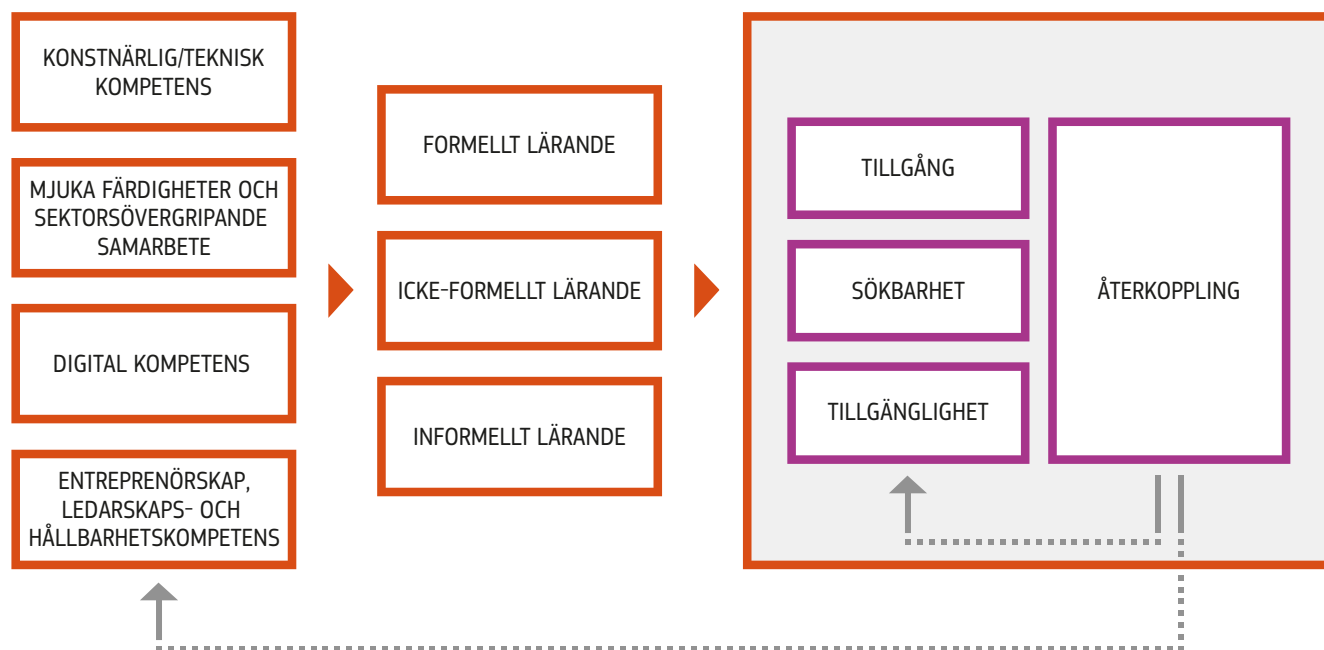 KONSTNÄRLIG/TEKNISK
KOMPETENS
MJUKA FÄRDIGHETER OCH
SEKTORSÖVERGRIPANDE
SAMARBETE
DIGITAL KOMPETENS
ENTREPRENÖRSKAP,
LEDARSKAPS- OCH
HÅLLBARHETSKOMPETENS
FORMELLT LÄRANDE
ICKE-FORMELLT LÄRANDE
INFORMELLT LÄRANDE
TILLGÅNG
SÖKBARHET
TILLGÄNGLIGHET
ÅTERKOPPLING